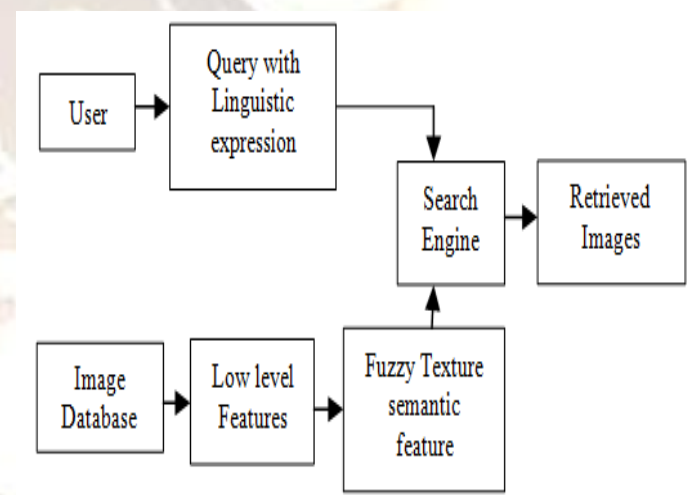 User
Query with
Linguistic
expression
Search
Engine
Retrieved
Images
Image
Database
Low level
Features
Fuzzy Texture
semantic
feature